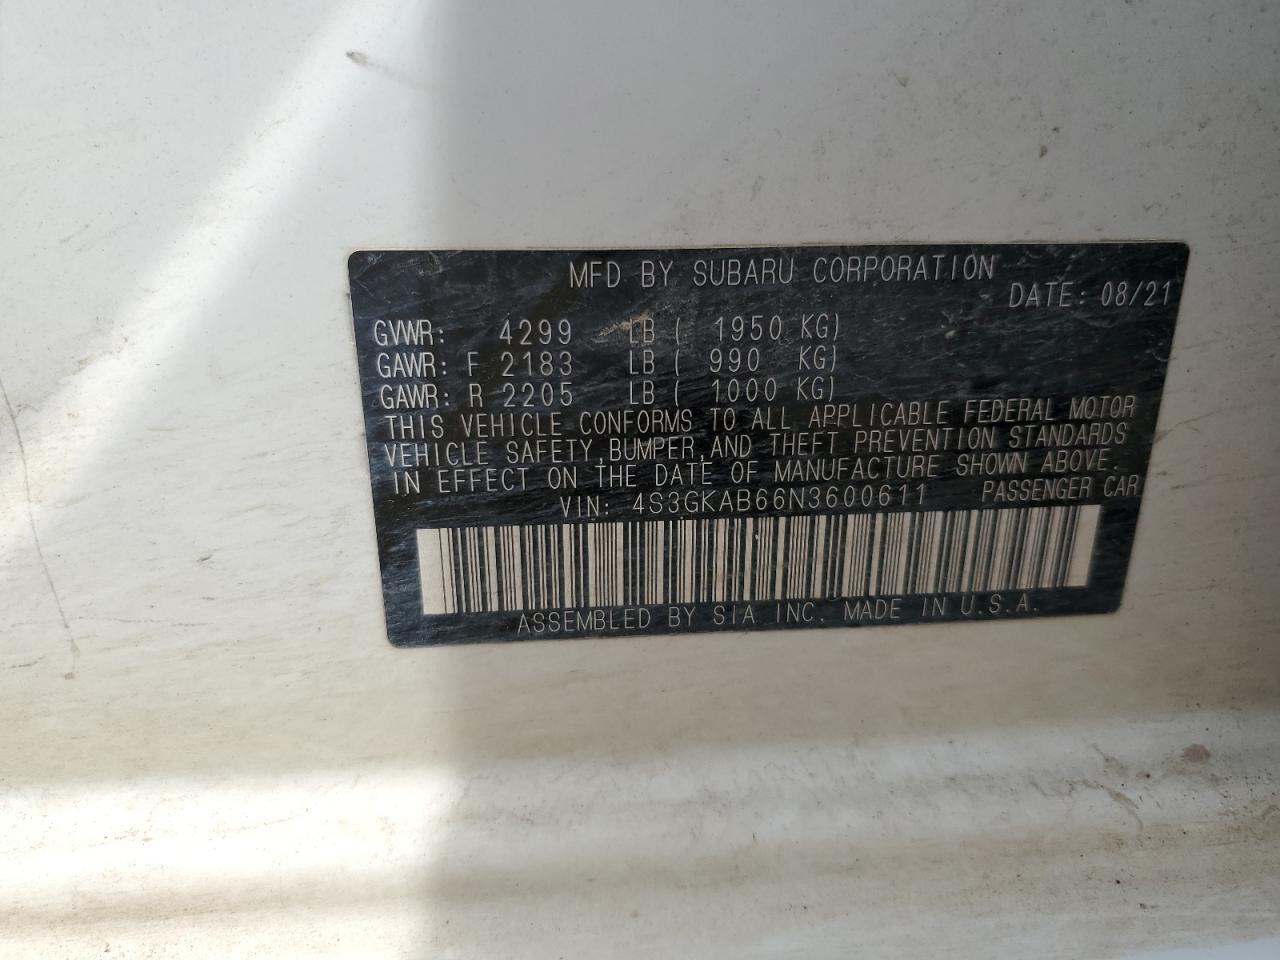 MFD BY SUBARU CORPORATION
DATE: 08/21
GVWR: 4299 LB ( 1950 KG)
GAWR: F 2183 LB ( 990 KG)
GAWR: R 2205 LB ( 1000 KG)
THIS VEHICLE CONFORMS TO ALL APPLICABLE FEDERAL MOTOR
VEHICLE SAFETY, BUMPER, AND THEFT PREVENTION STANDARDS
IN EFFECT ON THE DATE OF MANUFACTURE SHOWN ABOVE.
VIN: 4S3GKAB66N3600611 PASSENGER CAR
ASSEMBLED BY SIA INC. MADE IN U.S.A.